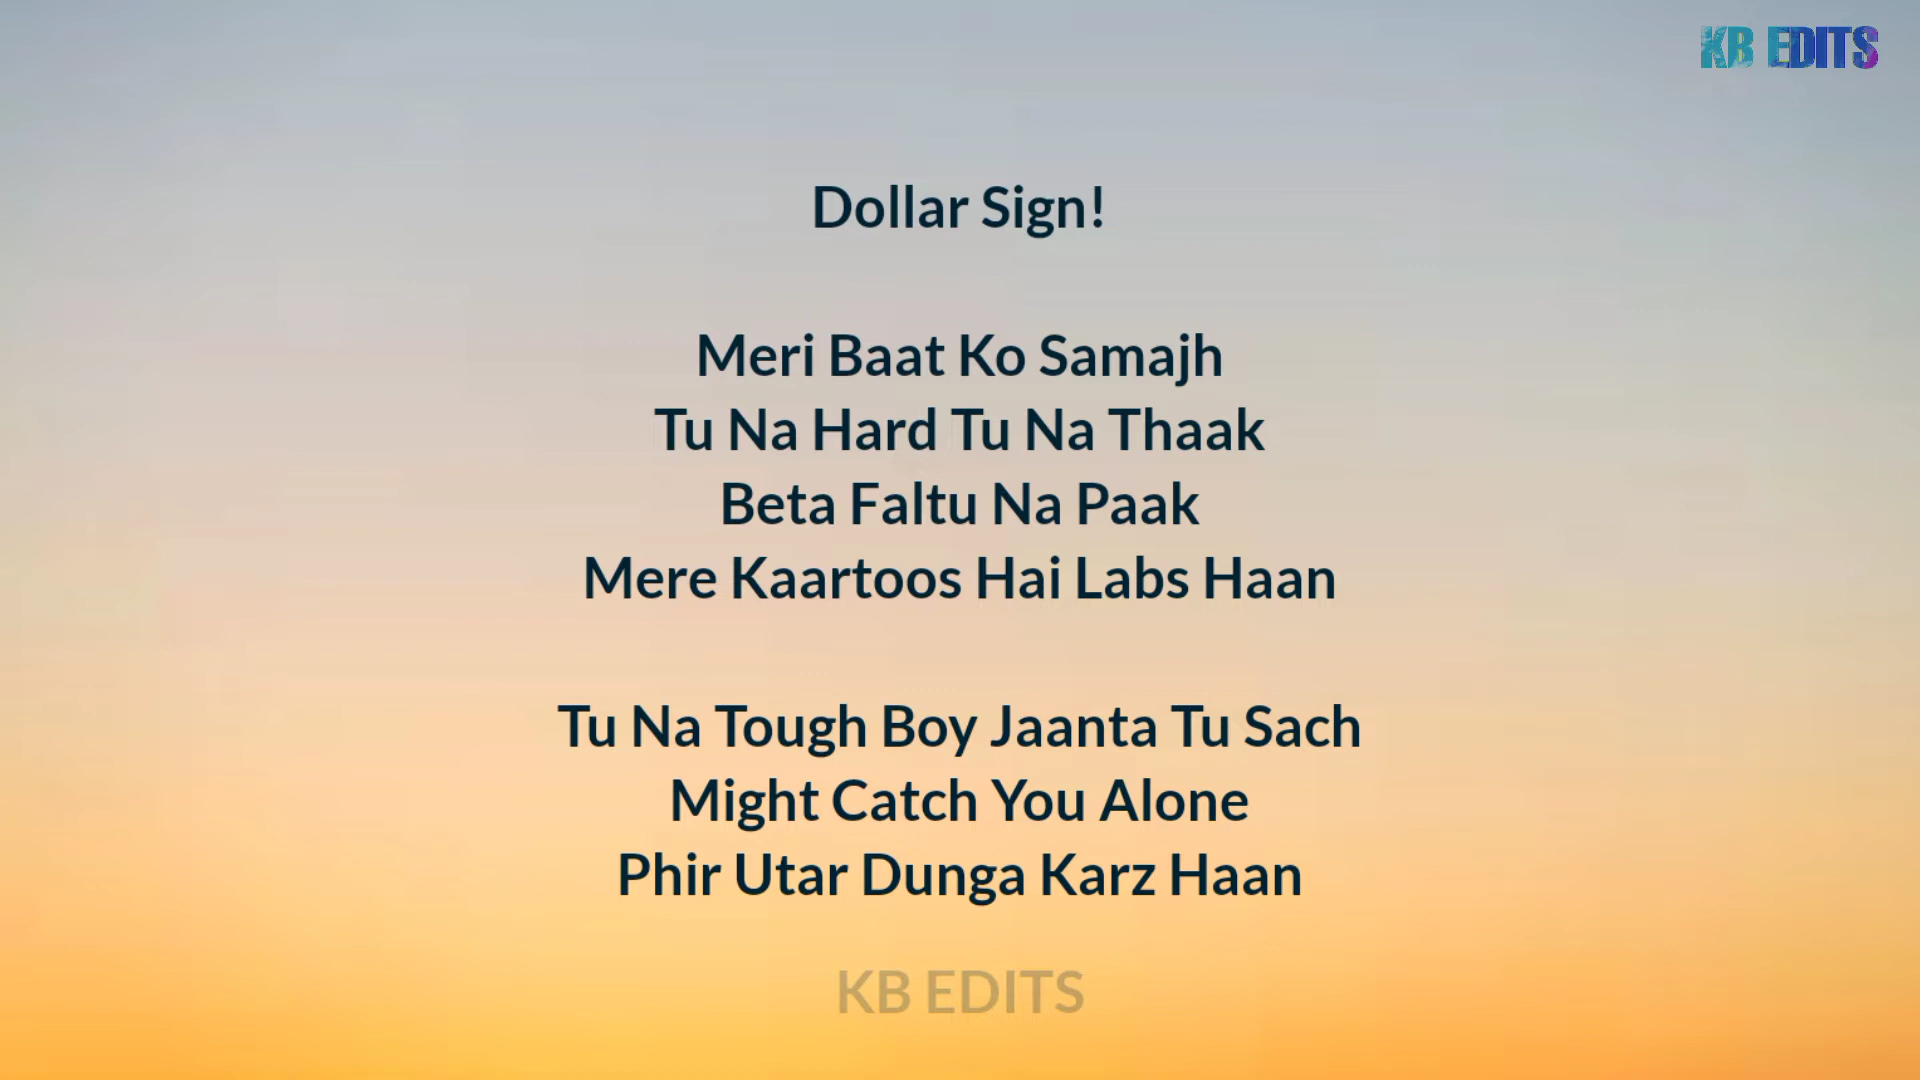 KB EDITS
Dollar Sign!
Meri Baat Ko Samajh
Tu Na Hard Tu Na Thaak
Beta Faltu Na Paak
Mere Kaartoos Hai Labs Haan
Tu Na Tough Boy Jaanta Tu Sach
Might Catch You Alone
Phir Utar Dunga Karz Haan
KB EDITS